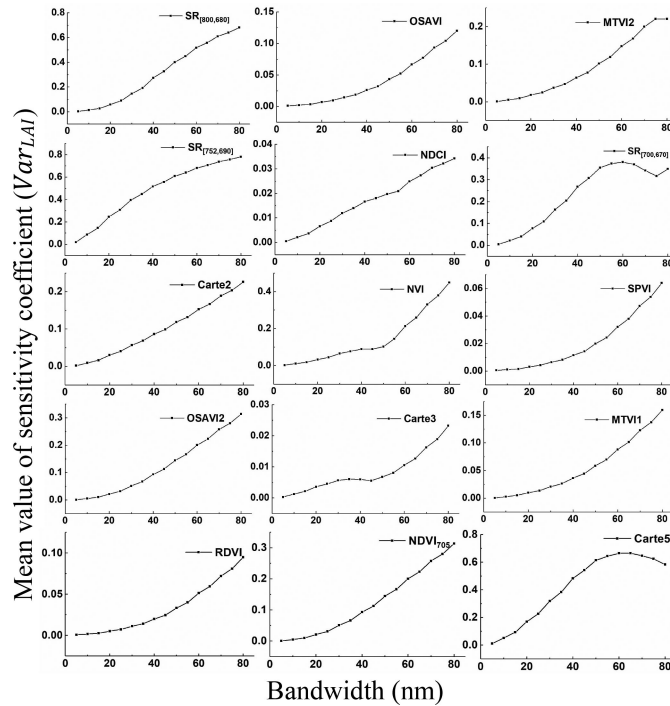 Mean value of sensitivity coefficient (VarLAI)
SR[800,680]
0.8
0.6
0.4
0.2
0.0
0 20 40 60 80
OSAVI
0.15
0.10
0.05
0.00
0 20 40 60 80
MTVI2
0.2
0.1
0.0
0 20 40 60 80
SR[752,690]
0.8
0.6
0.4
0.2
0.0
0 20 40 60 80
NDCI
0.04
0.03
0.02
0.01
0.00
0 20 40 60 80
SR[700,670]
0.4
0.3
0.2
0.1
0.0
0 20 40 60 80
Carte2
0.2
0.1
0.0
0 20 40 60 80
NVI
0.4
0.2
0.0
0 20 40 60 80
SPVI
0.06
0.04
0.02
0.00
0 20 40 60 80
OSAVI2
0.3
0.2
0.1
0.0
0 20 40 60 80
Carte3
0.03
0.02
0.01
0.00
0 20 40 60 80
MTVI1
0.15
0.10
0.05
0.00
0 20 40 60 80
RDVI
0.10
0.05
0.00
0 20 40 60 80
NDVI705
0.3
0.2
0.1
0.0
0 20 40 60 80
Carte5
0.8
0.6
0.4
0.2
0.0
0 20 40 60 80
Bandwidth (nm)